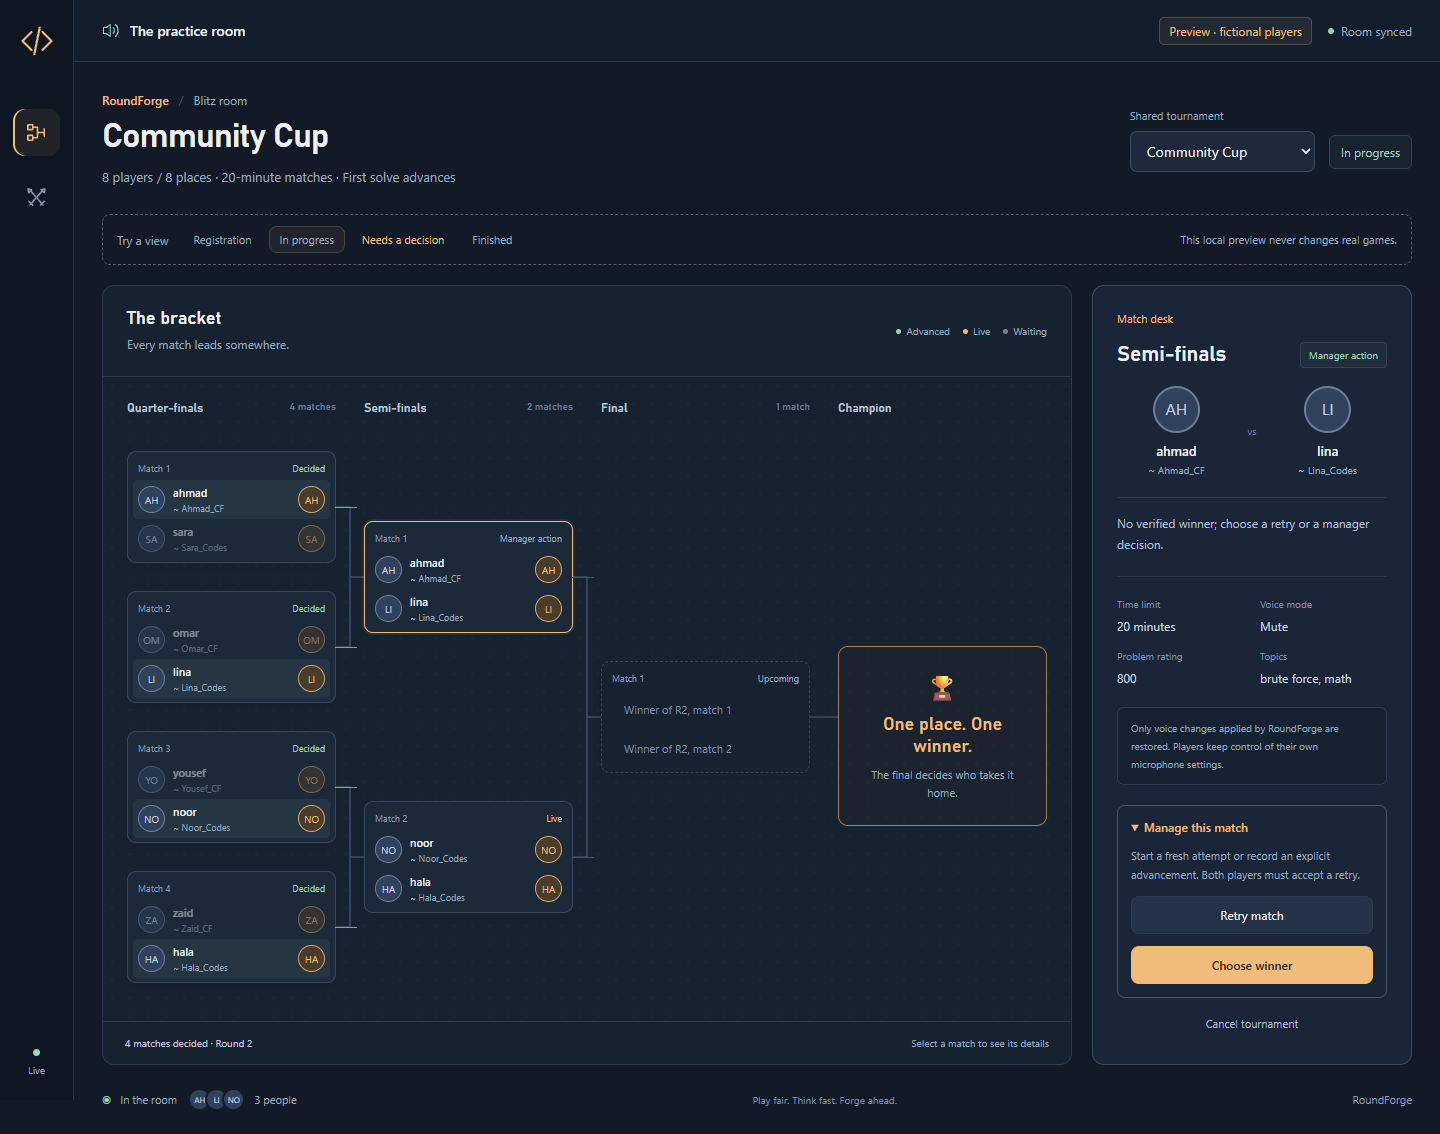 The practice room
Preview · fictional players
Room synced
RoundForge / Blitz room
Community Cup
8 players / 8 places · 20-minute matches · First solve advances
Shared tournament
Community Cup
In progress
Try a view
Registration
In progress
Needs a decision
Finished
This local preview never changes real games.
The bracket
Every match leads somewhere.
Advanced
Live
Waiting
Quarter-finals
4 matches
Semi-finals
2 matches
Final
1 match
Champion
Match 1
Decided
AH
ahmad
~ Ahmad_CF
AH
SA
sara
~ Sara_Codes
SA
Match 2
Decided
OM
omar
~ Omar_CF
OM
LI
lina
~ Lina_Codes
LI
Match 3
Decided
YO
yousef
~ Yousef_CF
YO
NO
noor
~ Noor_Codes
NO
Match 4
Decided
ZA
zaid
~ Zaid_CF
ZA
HA
hala
~ Hala_Codes
HA
Match 1
Manager action
AH
ahmad
~ Ahmad_CF
AH
LI
lina
~ Lina_Codes
LI
Match 2
Live
NO
noor
~ Noor_Codes
NO
HA
hala
~ Hala_Codes
HA
Match 1
Upcoming
Winner of R2, match 1
Winner of R2, match 2
One place. One
winner.
The final decides who takes it
home.
4 matches decided · Round 2
Select a match to see its details
Match desk
Semi-finals
Manager action
AH
ahmad
~ Ahmad_CF
vs
LI
lina
~ Lina_Codes
No verified winner; choose a retry or a manager
decision.
Time limit
20 minutes
Voice mode
Mute
Problem rating
800
Topics
brute force, math
Only voice changes applied by RoundForge are
restored. Players keep control of their own
microphone settings.
▼ Manage this match
Start a fresh attempt or record an explicit
advancement. Both players must accept a retry.
Retry match
Choose winner
Cancel tournament
Live
In the room
AH
LI
NO
3 people
Play fair. Think fast. Forge ahead.
RoundForge